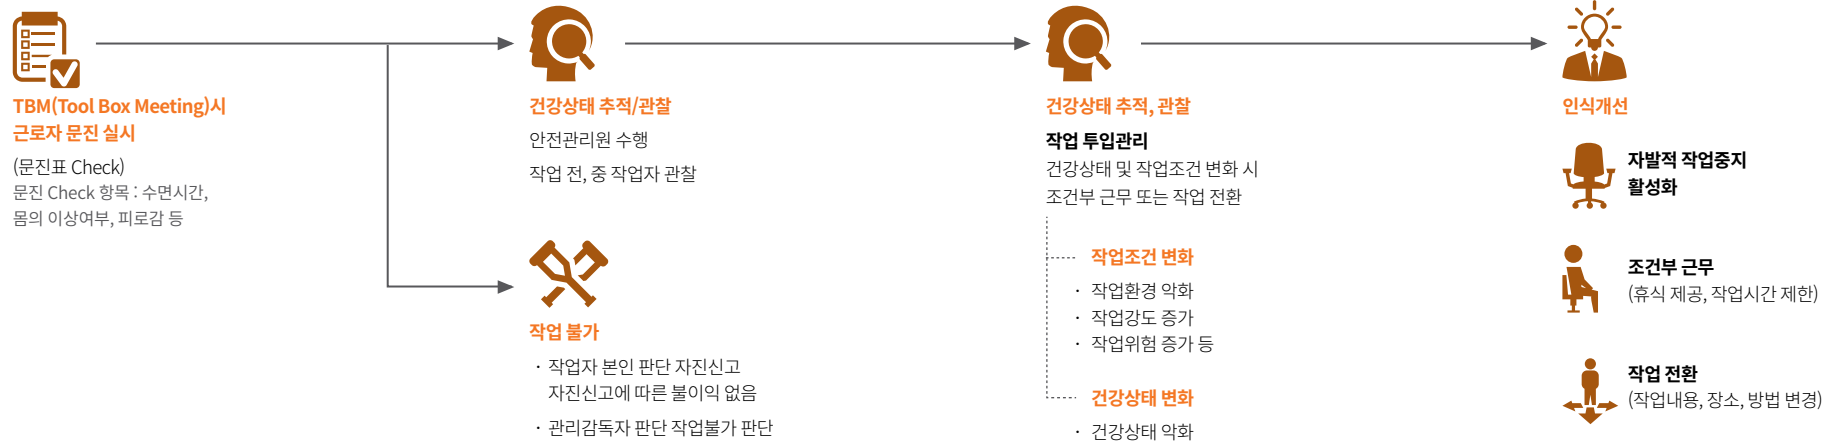 TBM(Tool Box Meeting)시
근로자 문진 실시
(문진표 Check)
문진 Check 항목 : 수면시간,
몸의 이상여부, 피로감 등
건강상태 추적/관찰
안전관리원 수행
작업 전, 중 작업자 관찰
작업 불가
· 작업자 본인 판단 자진신고
자진신고에 따른 불이익 없음
· 관리감독자 판단 작업불가 판단
건강상태 추적, 관찰
작업 투입관리
건강상태 및 작업조건 변화 시
조건부 근무 또는 작업 전환
작업조건 변화
· 작업환경 악화
· 작업강도 증가
· 작업위험 증가 등
건강상태 변화
· 건강상태 악화
인식개선
자발적 작업중지
활성화
조건부 근무
(휴식 제공, 작업시간 제한)
작업 전환
(작업내용, 장소, 방법 변경)